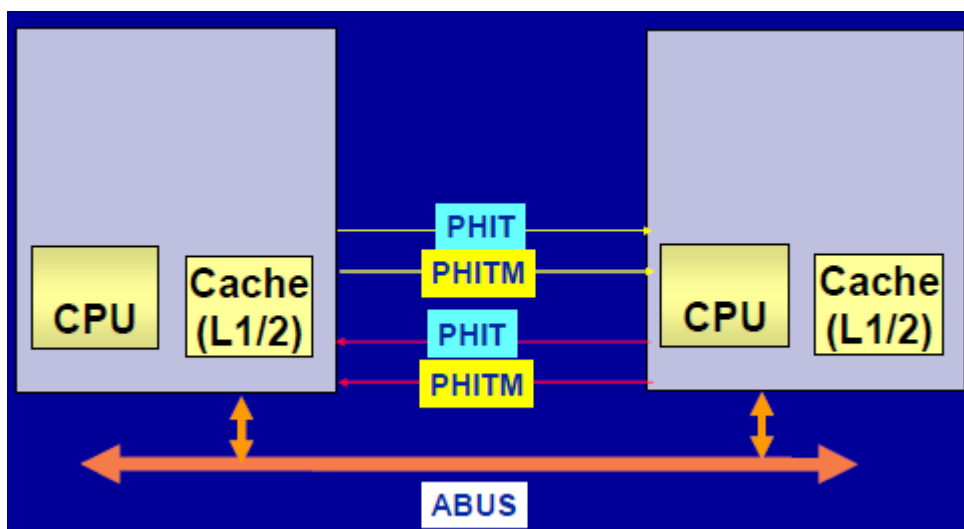 PHIT
PHITM
CPU
Cache
(L1/2)
PHIT
PHITM
CPU
Cache
(L1/2)
ABUS